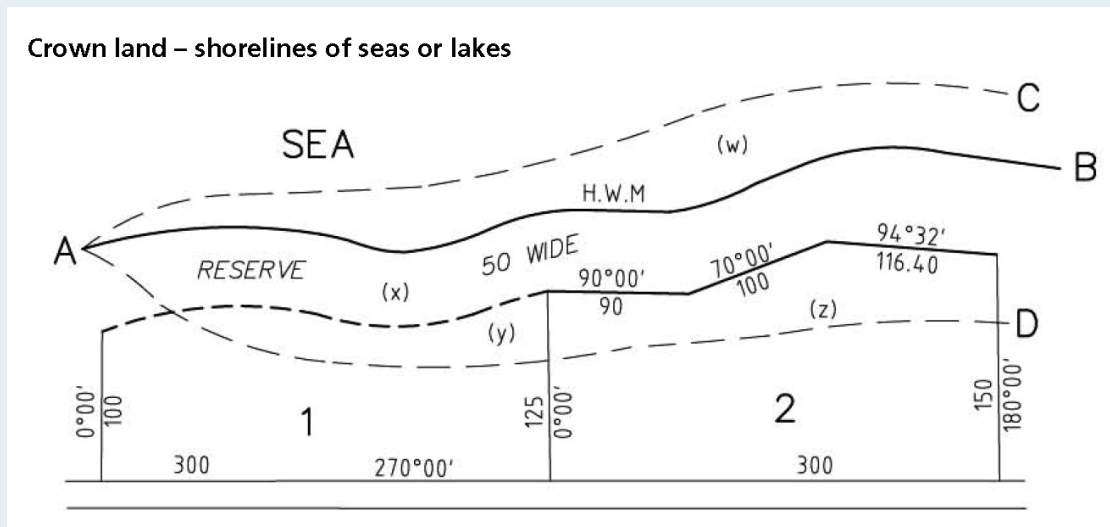 Crown land – shorelines of seas or lakes
C
SEA
(w)
B
H.W.M
A
94°32'
50 WIDE
RESERVE
70°00'
116.40
90°00'
100
(x)
90
(z)
D
(y)
0°00'
100
125
0°00'
150
180°00'
1
2
300
270°00'
300